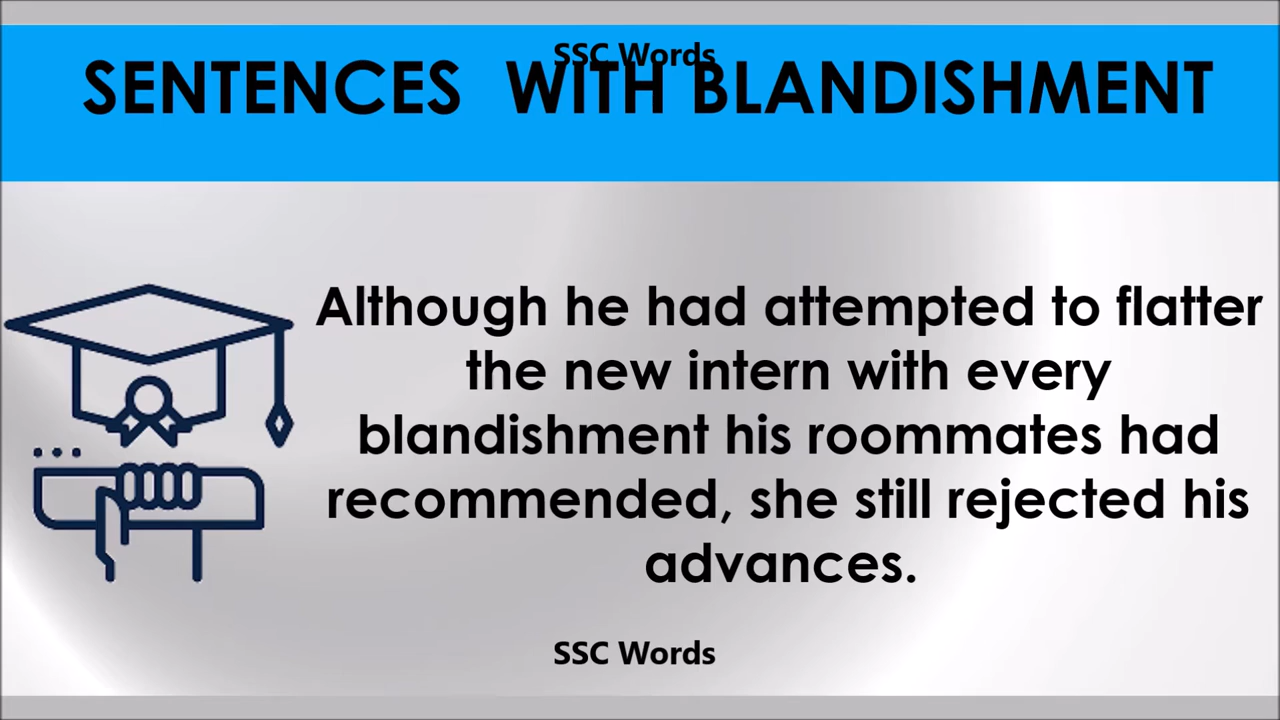 SSC Words
SENTENCES WITH BLANDISHMENT
Although he had attempted to flatter
the new intern with every
blandishment his roommates had
recommended, she still rejected his
advances.
SSC Words